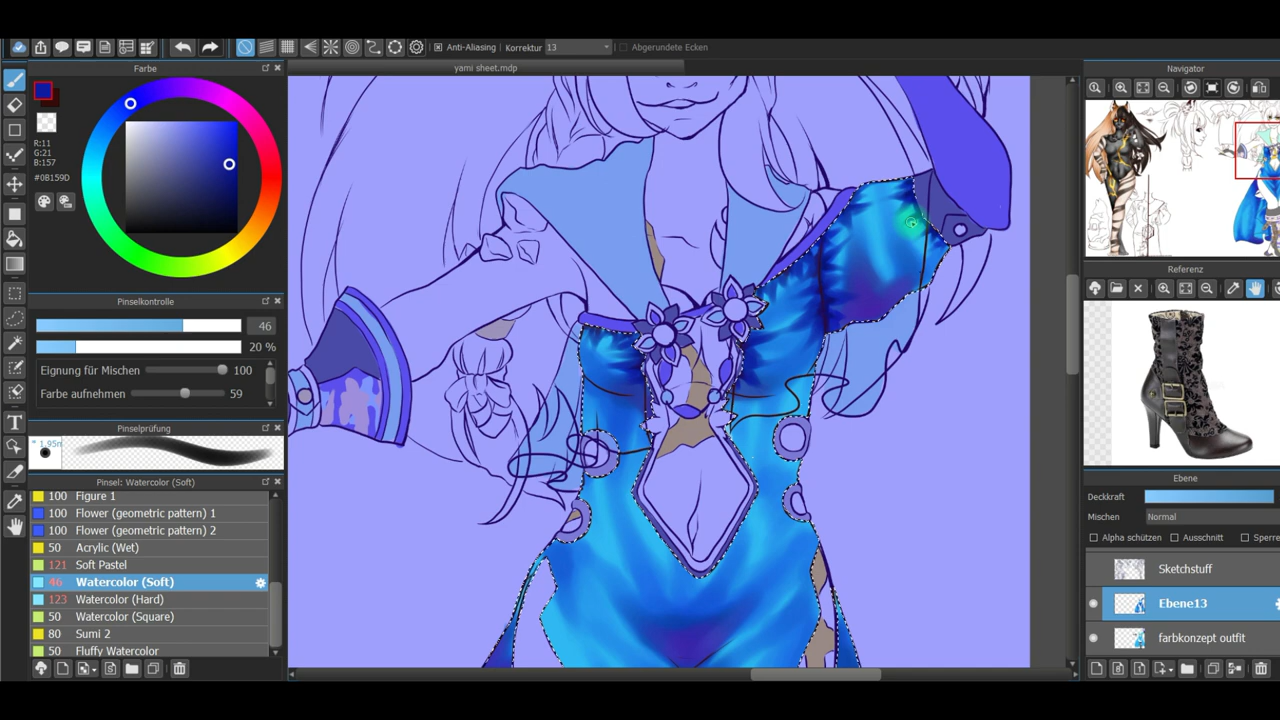 Anti-Aliasing
Korrektur
13
Abgerundete Ecken
Farbe
yami sheet.mdp
Navigator
R:11
G:21
B:157
#0B159D
Pinselkontrolle
46
20 %
Eignung für Mischen
100
Farbe aufnehmen
59
Pinselprüfung
Pinsel: Watercolor (Soft)
100 Figure 1
100 Flower (geometric pattern) 1
100 Flower (geometric pattern) 2
50 Acrylic (Wet)
121 Soft Pastel
46 Watercolor (Soft)
123 Watercolor (Hard)
50 Watercolor (Square)
80 Sumi 2
50 Fluffy Watercolor
Referenz
Ebene
Deckkraft
Mischen
Normal
Alpha schützen
Ausschnitt
Sperre
Sketchstuff
Ebene13
farbkonzept outfit